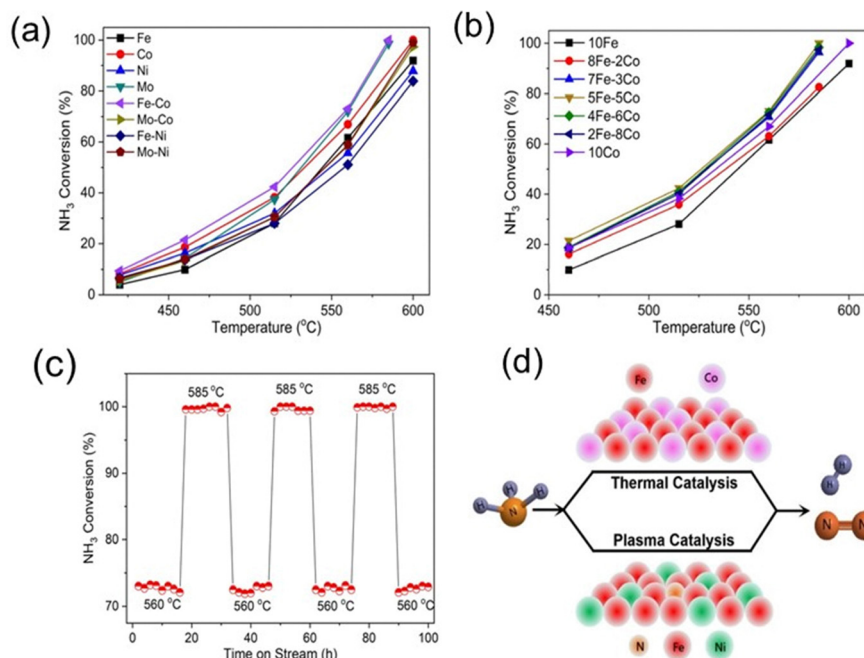 (a)
Fe
Co
Ni
Mo
Fe-Co
Mo-Co
Fe-Ni
Mo-Ni
NH₃ Conversion (%)
100
80
60
40
20
0
450
500
550
600
Temperature (°C)
(b)
10Fe
8Fe-2Co
7Fe-3Co
5Fe-5Co
4Fe-6Co
2Fe-8Co
10Co
NH₃ Conversion (%)
100
80
60
40
20
0
450
500
550
600
Temperature (°C)
(c)
585 °C
585 °C
585 °C
560 °C
560 °C
560 °C
560 °C
NH₃ Conversion (%)
100
90
80
70
0
20
40
60
80
100
Time on Stream (h)
(d)
Fe
Co
Thermal Catalysis
H
H
H
N
H
H
N
N
Plasma Catalysis
N
Fe
Ni